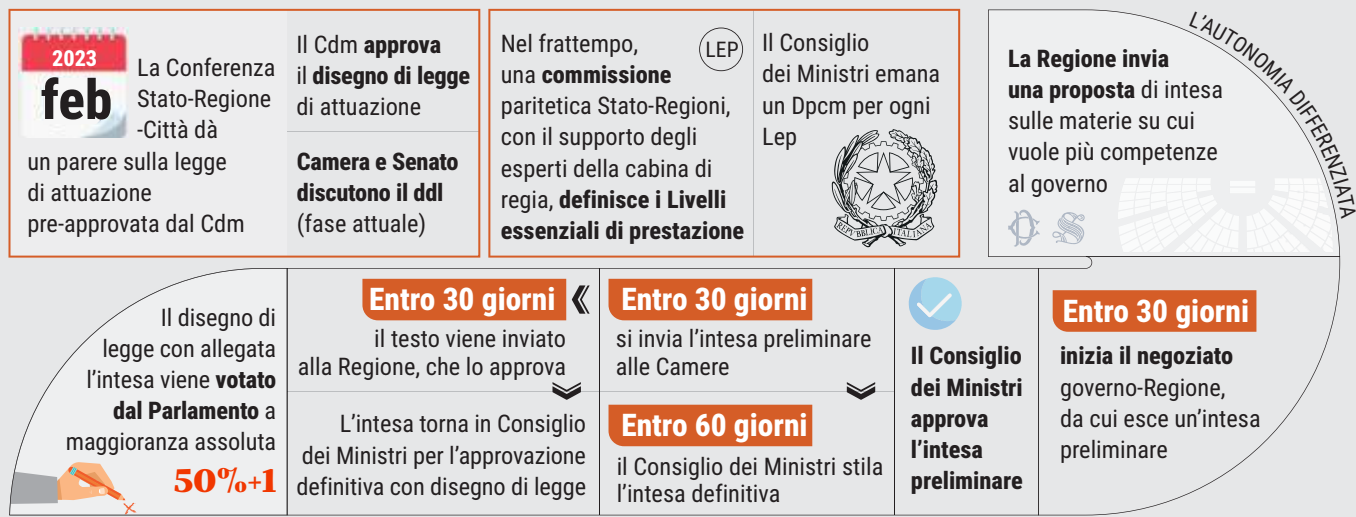 2023
feb
La Conferenza
Stato-Regione
-Città dà
un parere sulla legge
di attuazione
pre-approvata dal Cdm
Il Cdm approva
il disegno di legge
di attuazione
Camera e Senato
discutono il ddl
(fase attuale)
Nel frattempo,
una commissione
paritetica Stato-Regioni,
con il supporto degli
esperti della cabina di
regia, definisce i Livelli
essenziali di prestazione
LEP
Il Consiglio
dei Ministri emana
un Dpcm per ogni
Lep
REPVBBLICA ITALIANA
L'AUTONOMIA DIFFERENZIATA
La Regione invia
una proposta di intesa
sulle materie su cui
vuole più competenze
al governo
Entro 30 giorni
inizia il negoziato
governo-Regione,
da cui esce un'intesa
preliminare
Il Consiglio
dei Ministri
approva
l'intesa
preliminare
Entro 30 giorni
si invia l'intesa preliminare
alle Camere
Entro 60 giorni
il Consiglio dei Ministri stila
l'intesa definitiva
Entro 30 giorni
il testo viene inviato
alla Regione, che lo approva
L'intesa torna in Consiglio
dei Ministri per l'approvazione
definitiva con disegno di legge
Il disegno di
legge con allegata
l'intesa viene votato
dal Parlamento a
maggioranza assoluta
50%+1